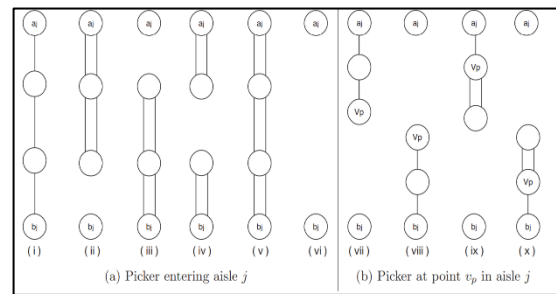 aj aj aj aj aj aj aj aj aj aj
Vp
Vp
Vp
Vp
bj bj bj bj bj bj bj bj bj bj
(i) (ii) (iii) (iv) (v) (vi) (vii) (viii) (ix) (x)
(a) Picker entering aisle j (b) Picker at point vp in aisle j